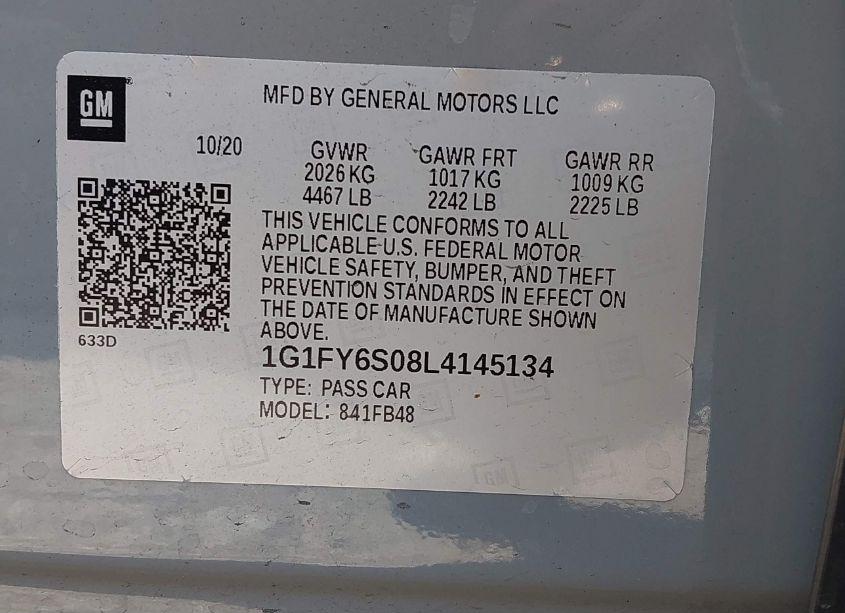 GM
MFD BY GENERAL MOTORS LLC
10/20
GVWR GAWR FRT GAWR RR
2026 KG 1017 KG 1009 KG
4467 LB 2242 LB 2225 LB
THIS VEHICLE CONFORMS TO ALL
APPLICABLE U.S. FEDERAL MOTOR
VEHICLE SAFETY, BUMPER, AND THEFT
PREVENTION STANDARDS IN EFFECT ON
THE DATE OF MANUFACTURE SHOWN
ABOVE.
633D
1G1FY6S08L4145134
TYPE: PASS CAR
MODEL: 841FB48